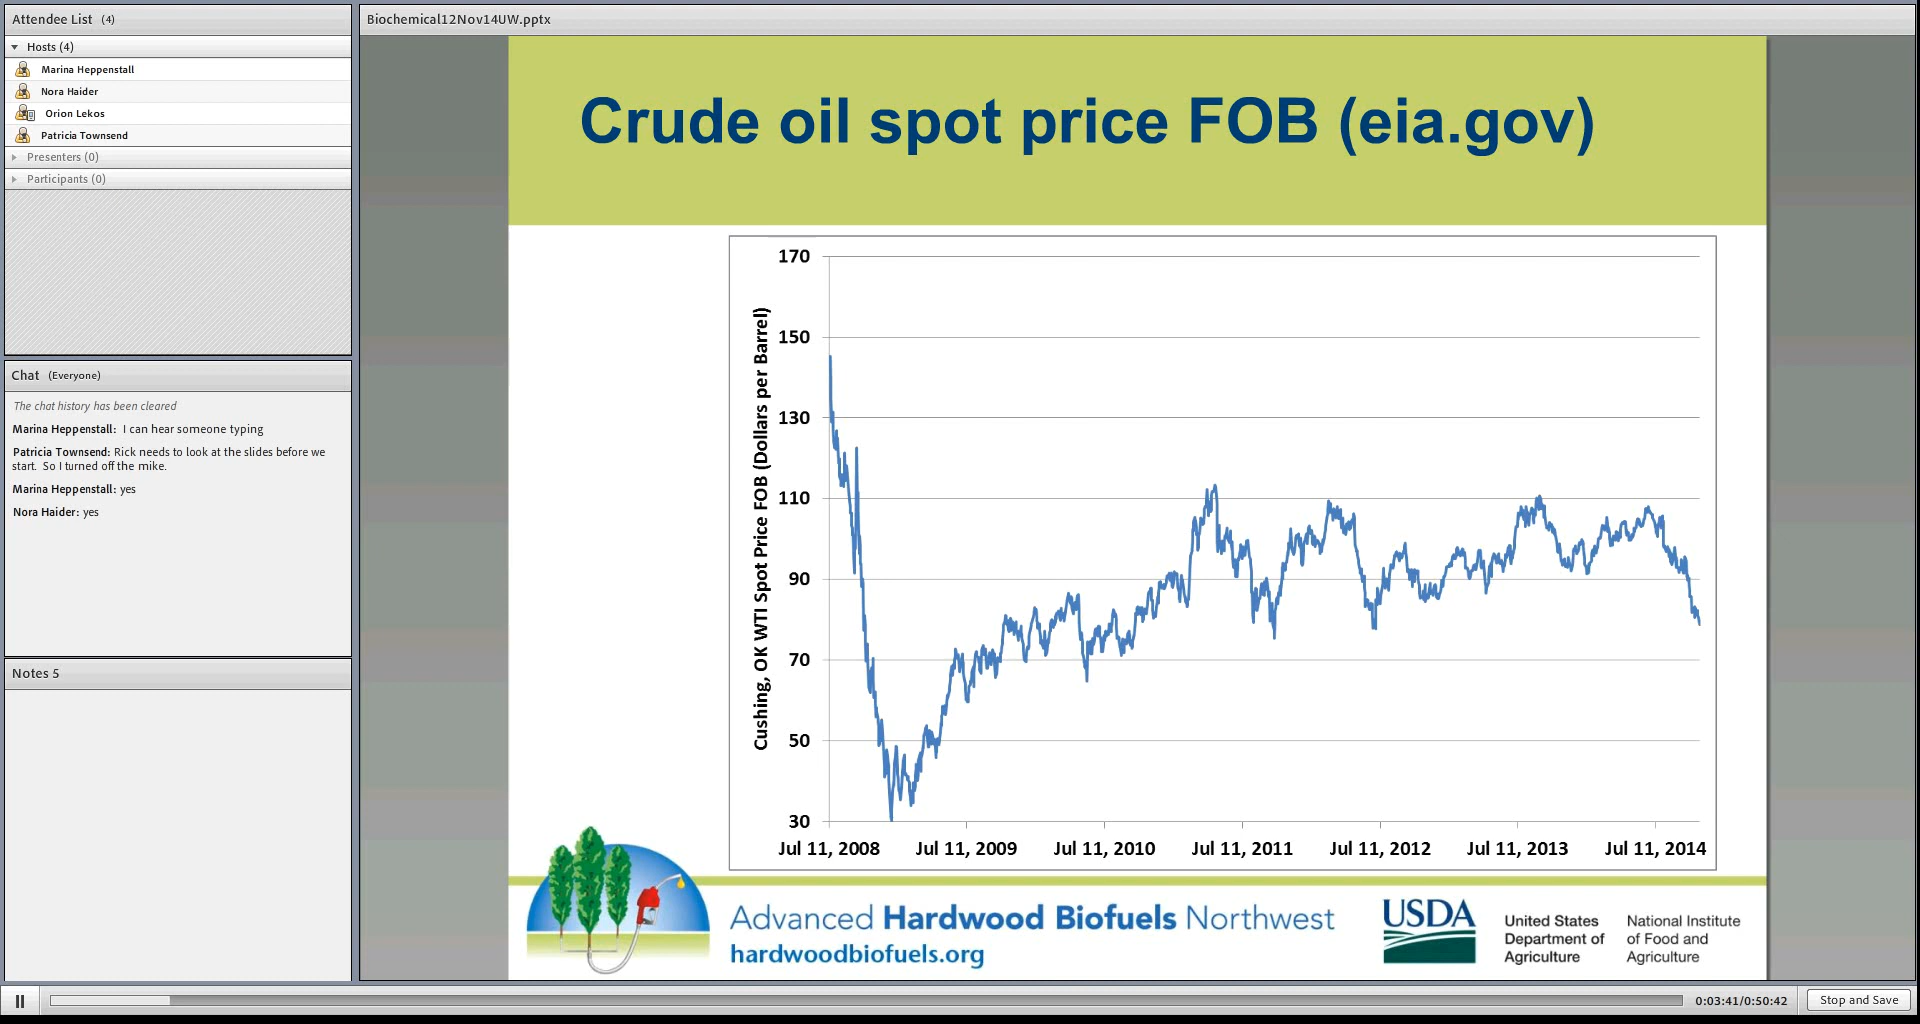 Attendee List (4)
Hosts (4)
Marina Heppenstall
Nora Haider
Orion Lekos
Patricia Townsend
Presenters (0)
Participants (0)
Chat (Everyone)
The chat history has been cleared
Marina Heppenstall: I can hear someone typing
Patricia Townsend: Rick needs to look at the slides before we
start. So I turned off the mike.
Marina Heppenstall: yes
Nora Haider: yes
Notes 5
Biochemical12Nov14UW.pptx
Crude oil spot price FOB (eia.gov)
Cushing, OK WTI Spot Price FOB (Dollars per Barrel)
170
150
130
110
90
70
50
30
Jul 11, 2008 Jul 11, 2009 Jul 11, 2010 Jul 11, 2011 Jul 11, 2012 Jul 11, 2013 Jul 11, 2014
Advanced Hardwood Biofuels Northwest
hardwoodbiofuels.org
USDA
United States
Department of
Agriculture
National Institute
of Food and
Agriculture
0:03:41/0:50:42
Stop and Save